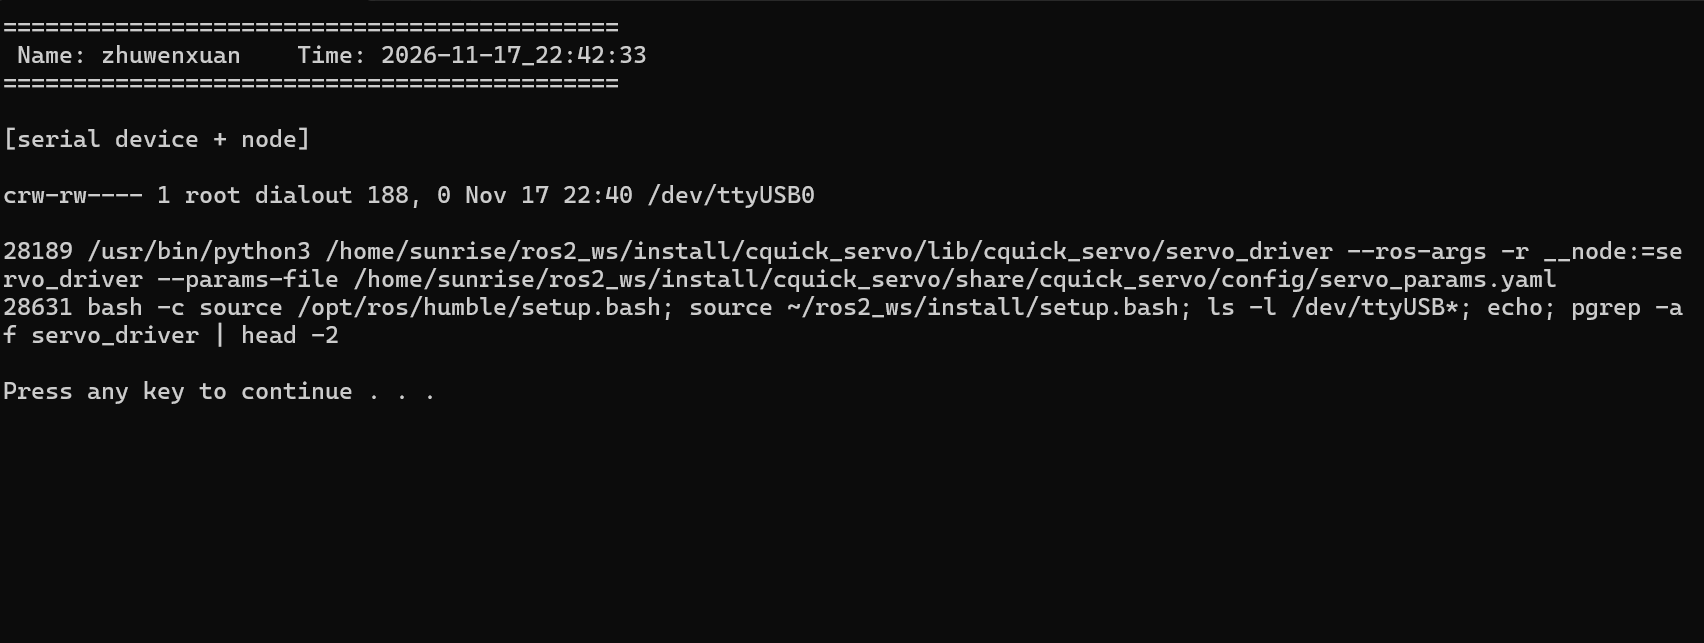 ============================================
 Name: zhuwenxuan    Time: 2026-11-17_22:42:33
============================================
[serial device + node]
crw-rw---- 1 root dialout 188, 0 Nov 17 22:40 /dev/ttyUSB0
28189 /usr/bin/python3 /home/sunrise/ros2_ws/install/cquick_servo/lib/cquick_servo/servo_driver --ros-args -r __node:=se
rvo_driver --params-file /home/sunrise/ros2_ws/install/cquick_servo/share/cquick_servo/config/servo_params.yaml
28631 bash -c source /opt/ros/humble/setup.bash; source ~/ros2_ws/install/setup.bash; ls -l /dev/ttyUSB*; echo; pgrep -a
f servo_driver | head -2
Press any key to continue . . .